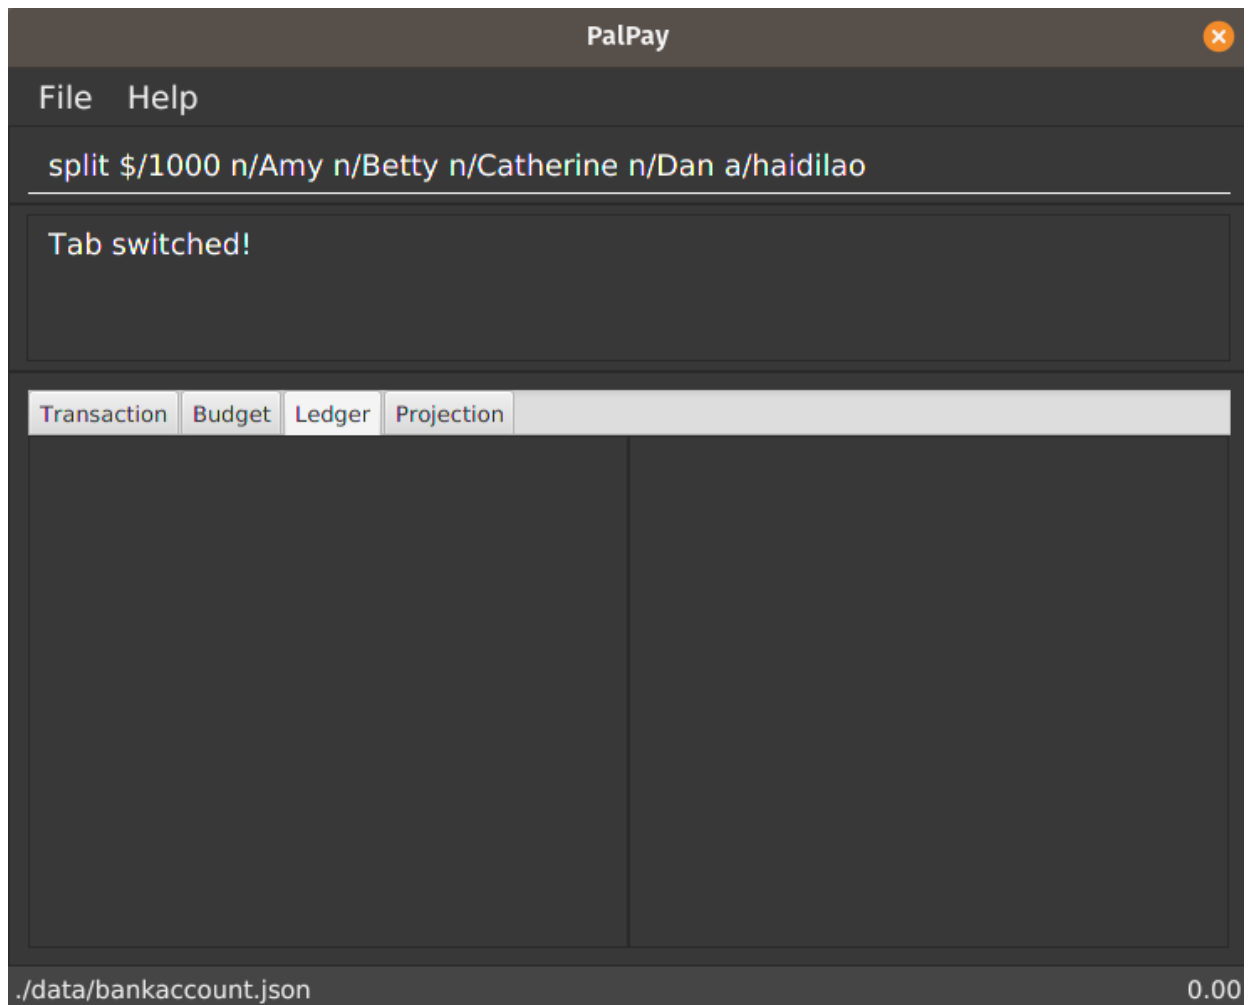 PalPay
File Help
split $/1000 n/Amy n/Betty n/Catherine n/Dan a/haidilao
Tab switched!
Transaction Budget Ledger Projection
./data/bankaccount.json 0.00